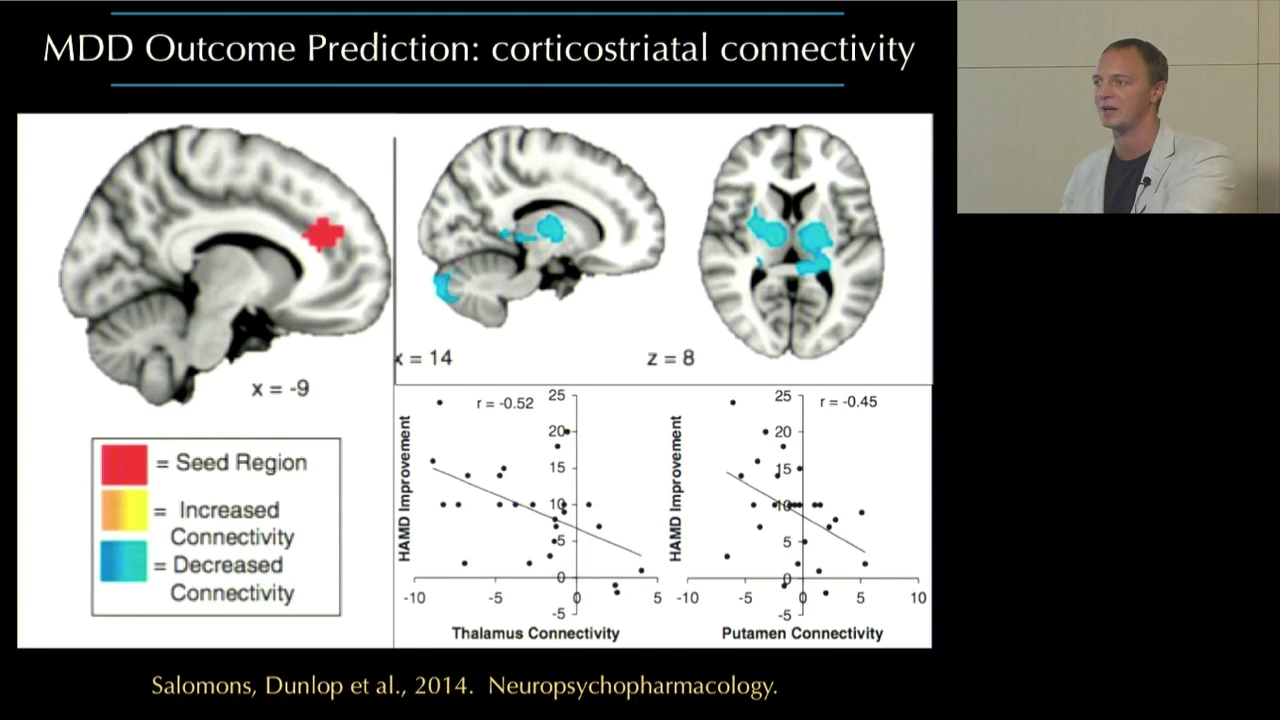 MDD Outcome Prediction: corticostriatal connectivity
x = -9
x = 14
z = 8
= Seed Region
= Increased
Connectivity
= Decreased
Connectivity
HAMD Improvement
r = -0.52
25
20
15
10
5
0
-5
-10
-5
0
5
Thalamus Connectivity
HAMD Improvement
r = -0.45
25
20
15
10
5
0
-5
-10
-5
0
5
10
Putamen Connectivity
Salomons, Dunlop et al., 2014. Neuropsychopharmacology.